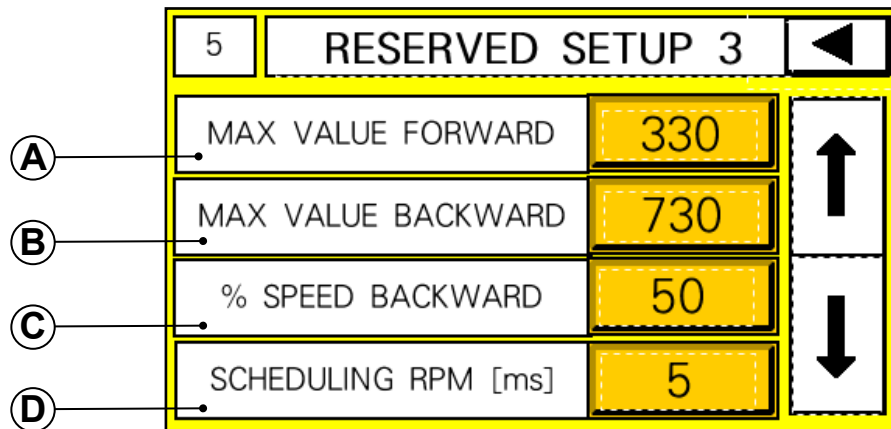 5 RESERVED SETUP 3
A MAX VALUE FORWARD 330
B MAX VALUE BACKWARD 730
C % SPEED BACKWARD 50
D SCHEDULING RPM [ms] 5